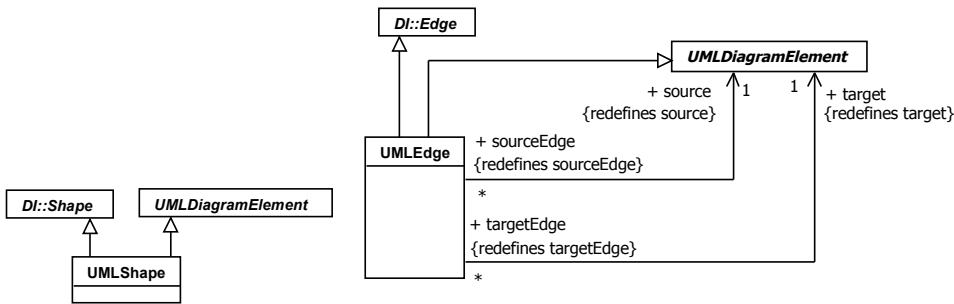 DI::Edge
UMLDiagramElement
+ source
1
1
+ target
{redefines source}
{redefines target}
UMLEdge
+ sourceEdge
{redefines sourceEdge}
*
+ targetEdge
{redefines targetEdge}
*
DI::Shape
UMLDiagramElement
UMLShape